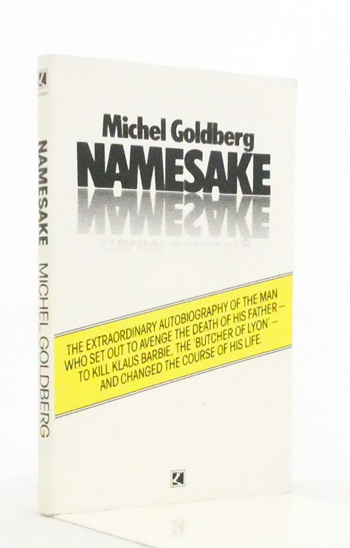 Michel Goldberg
NAMESAKE
THE EXTRAORDINARY AUTOBIOGRAPHY OF THE MAN
WHO SET OUT TO AVENGE THE DEATH OF HIS FATHER –
TO KILL KLAUS BARBIE, THE 'BUTCHER OF LYON' –
AND CHANGED THE COURSE OF HIS LIFE.
NAMESAKE MICHEL GOLDBERG